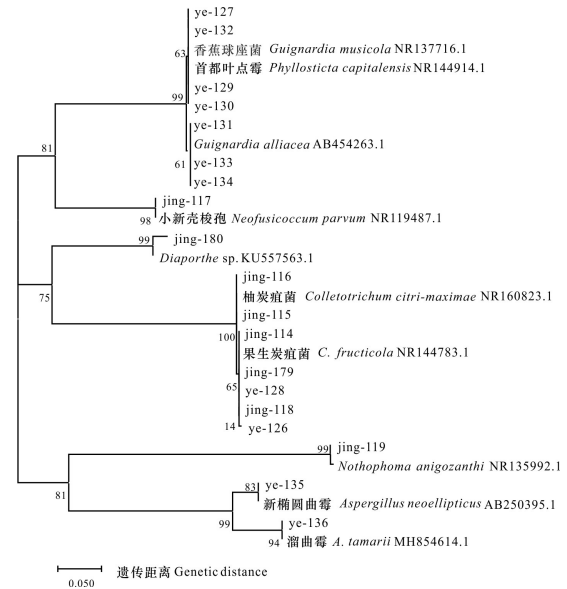 ye-127
ye-132
63 香蕉球座菌 Guignardia musicola NR137716.1
首都叶点霉 Phyllosticta capitalensis NR144914.1
ye-129
99
ye-130
ye-131
81
Guignardia alliacea AB454263.1
61 ye-133
ye-134
jing-117
98 小新壳梭孢 Neofusicoccum parvum NR119487.1
99 jing-180
Diaporthe sp. KU557563.1
jing-116
75 柚炭疽菌 Colletotrichum citri-maximae NR160823.1
jing-115
100 jing-114
果生炭疽菌 C. fructicola NR144783.1
jing-179
65 ye-128
jing-118
14 ye-126
99 jing-119
Nothophoma anigozanthi NR135992.1
81
83 ye-135
新椭圆曲霉 Aspergillus neoellipticus AB250395.1
99 ye-136
94 溜曲霉 A. tamarii MH854614.1
遗传距离 Genetic distance
0.050